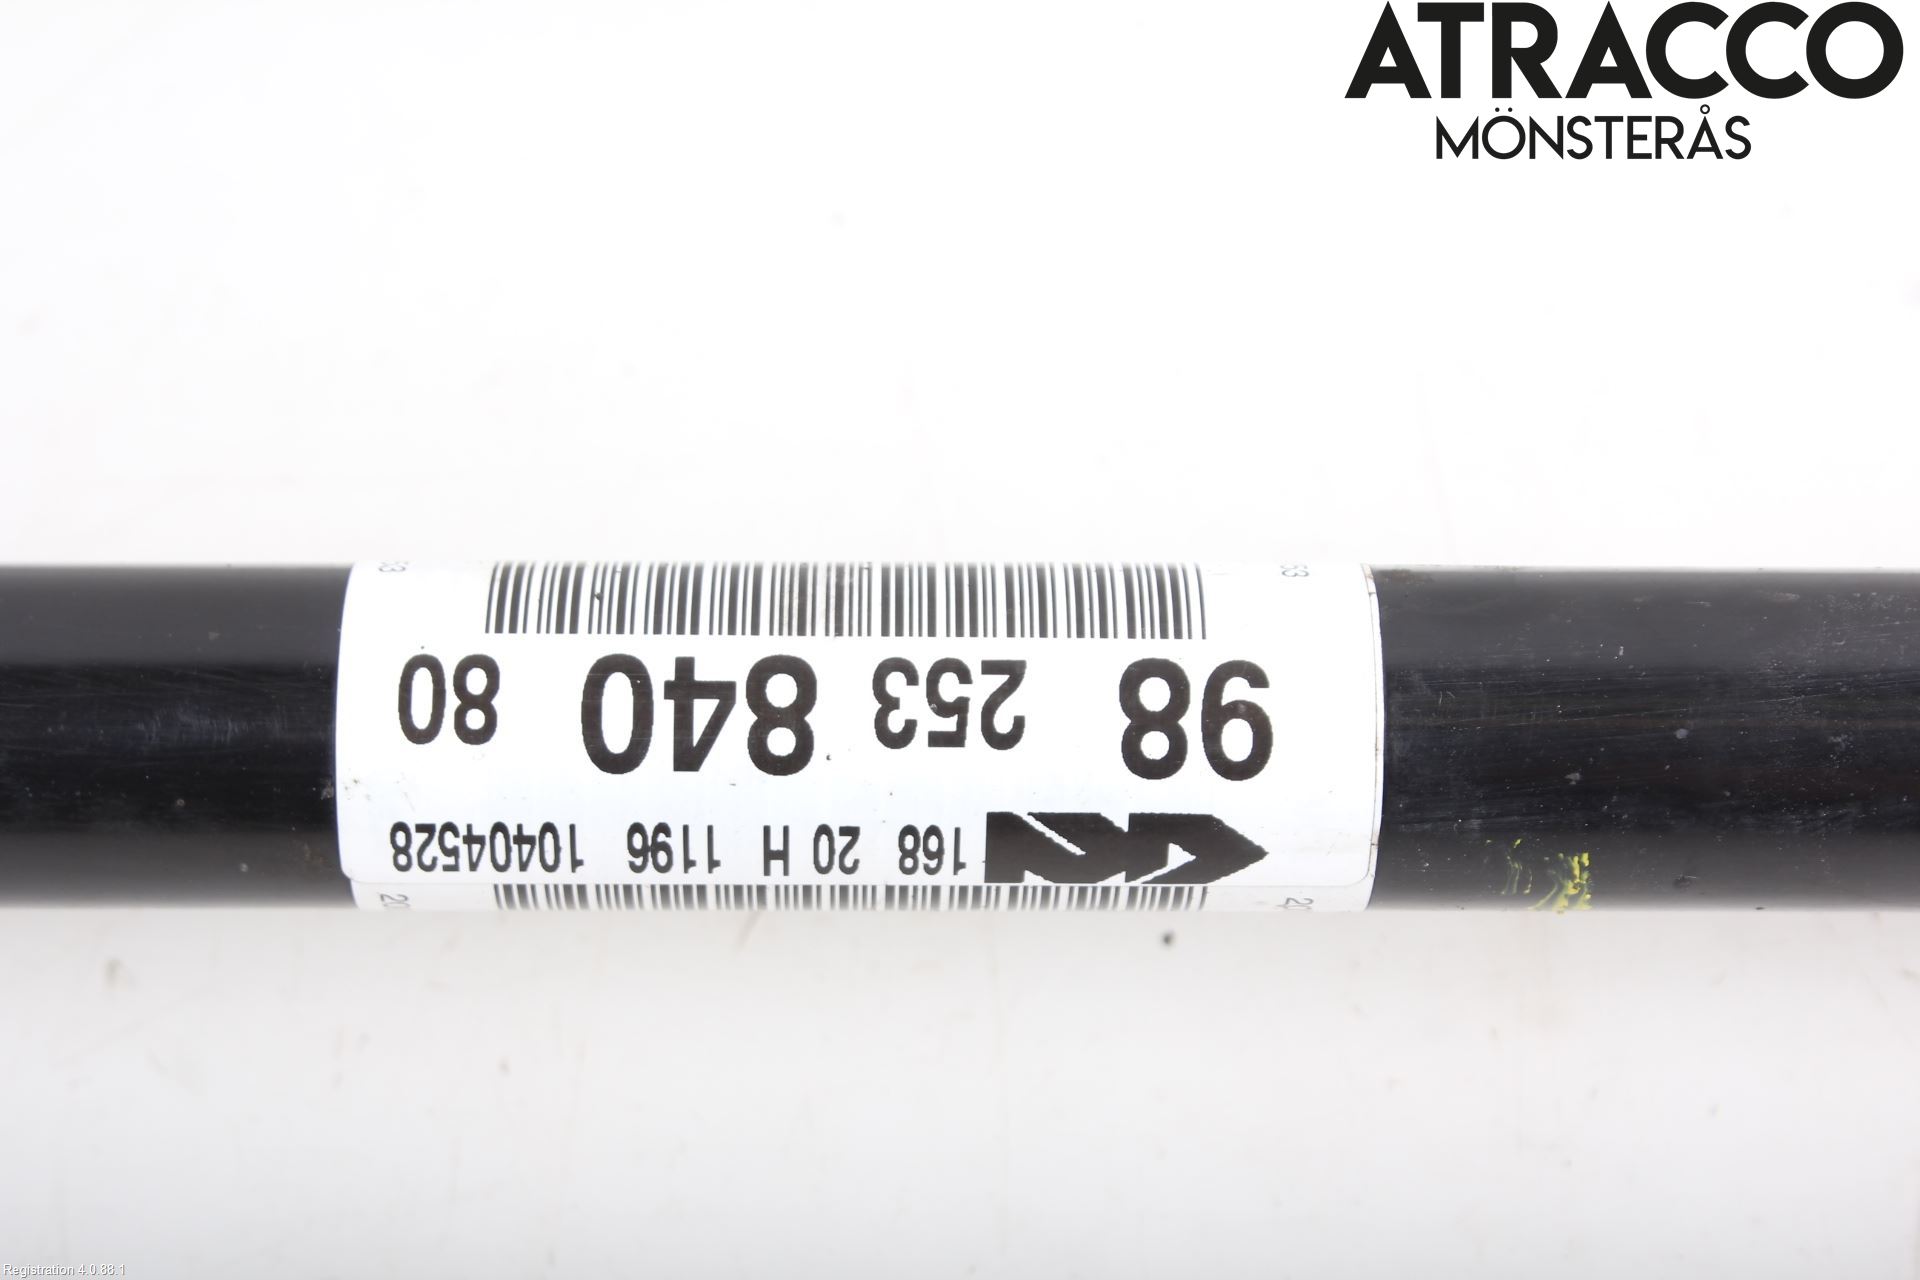 ATRACCO
MÖNSTERÅS
168 20 H 1196 10404528
98 253 840 80
Registration 4.0.88.1